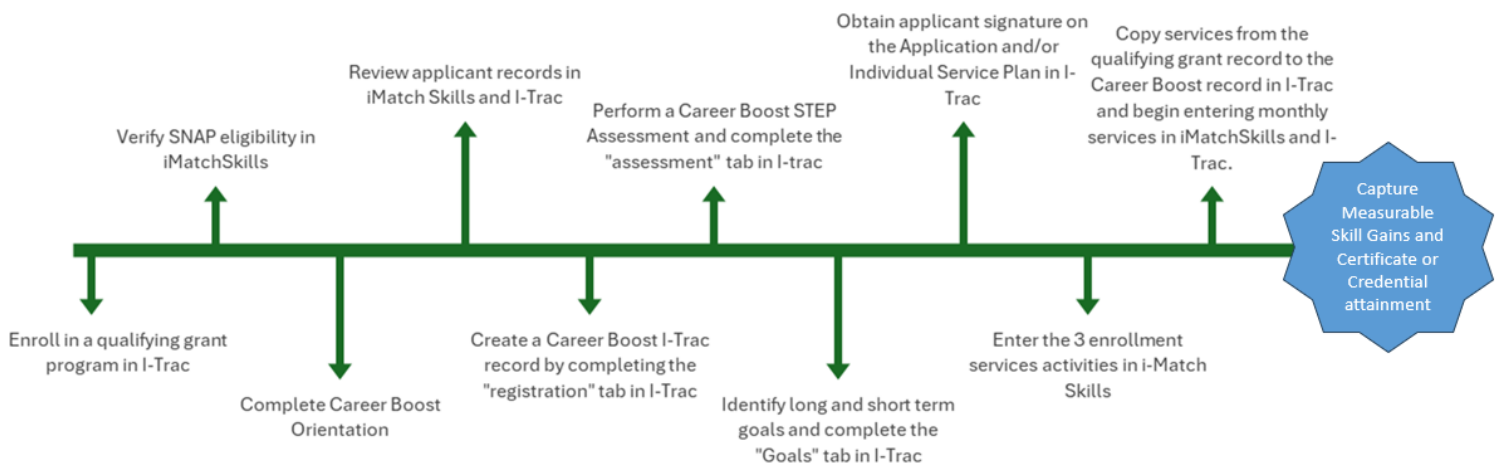 Enroll in a qualifying grant
program in I-Trac
Verify SNAP eligibility in
iMatchSkills
Complete Career Boost
Orientation
Review applicant records in
iMatch Skills and I-Trac
Create a Career Boost I-Trac
record by completing the
"registration" tab in I-Trac
Perform a Career Boost STEP
Assessment and complete the
"assessment" tab in I-trac
Identify long and short term
goals and complete the
"Goals" tab in I-Trac
Obtain applicant signature on
the Application and/or
Individual Service Plan in I-
Trac
Enter the 3 enrollment
services activities in i-Match
Skills
Copy services from the
qualifying grant record to the
Career Boost record in I-Trac
and begin entering monthly
services in iMatchSkills and I-
Trac.
Capture
Measurable
Skill Gains and
Certificate or
Credential
attainment